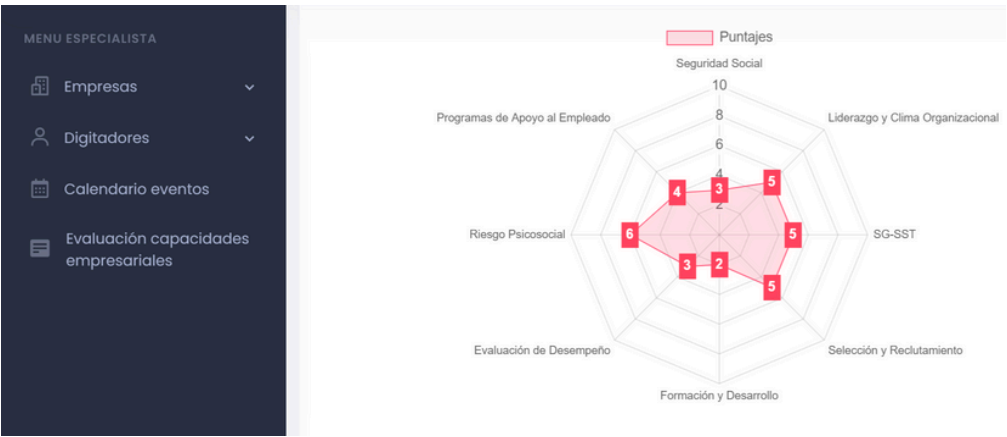 MENU ESPECIALISTA
Empresas
Digitadores
Calendario eventos
Evaluación capacidades
empresariales
Puntajes
Seguridad Social
10
Programas de Apoyo al Empleado
8
Liderazgo y Clima Organizacional
6
4
5
4
3
2
Riesgo Psicosocial
6
5
SG-SST
3
2
5
Evaluación de Desempeño
Selección y Reclutamiento
Formación y Desarrollo